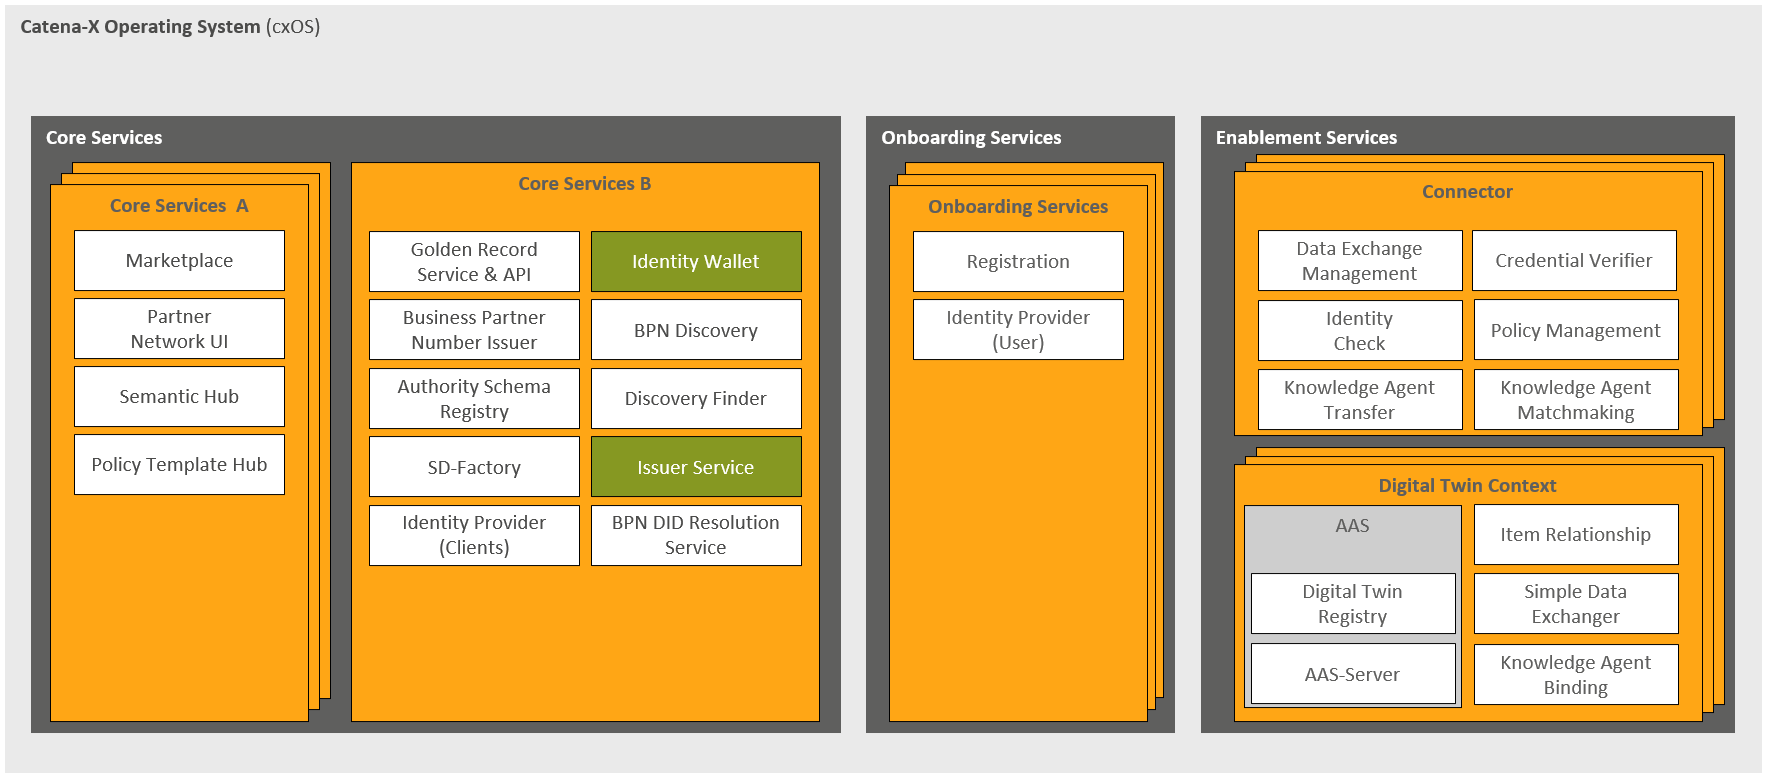 Catena-X Operating System (cxOS)
Core Services
Core Services A
Marketplace
Partner
Network UI
Semantic Hub
Policy Template Hub
Core Services B
Golden Record
Service & API
Identity Wallet
Business Partner
Number Issuer
BPN Discovery
Authority Schema
Registry
Discovery Finder
SD-Factory
Issuer Service
Identity Provider
(Clients)
BPN DID Resolution
Service
Onboarding Services
Onboarding Services
Registration
Identity Provider
(User)
Enablement Services
Connector
Data Exchange
Management
Credential Verifier
Identity
Check
Policy Management
Knowledge Agent
Transfer
Knowledge Agent
Matchmaking
Digital Twin Context
AAS
Digital Twin
Registry
AAS-Server
Item Relationship
Simple Data
Exchanger
Knowledge Agent
Binding